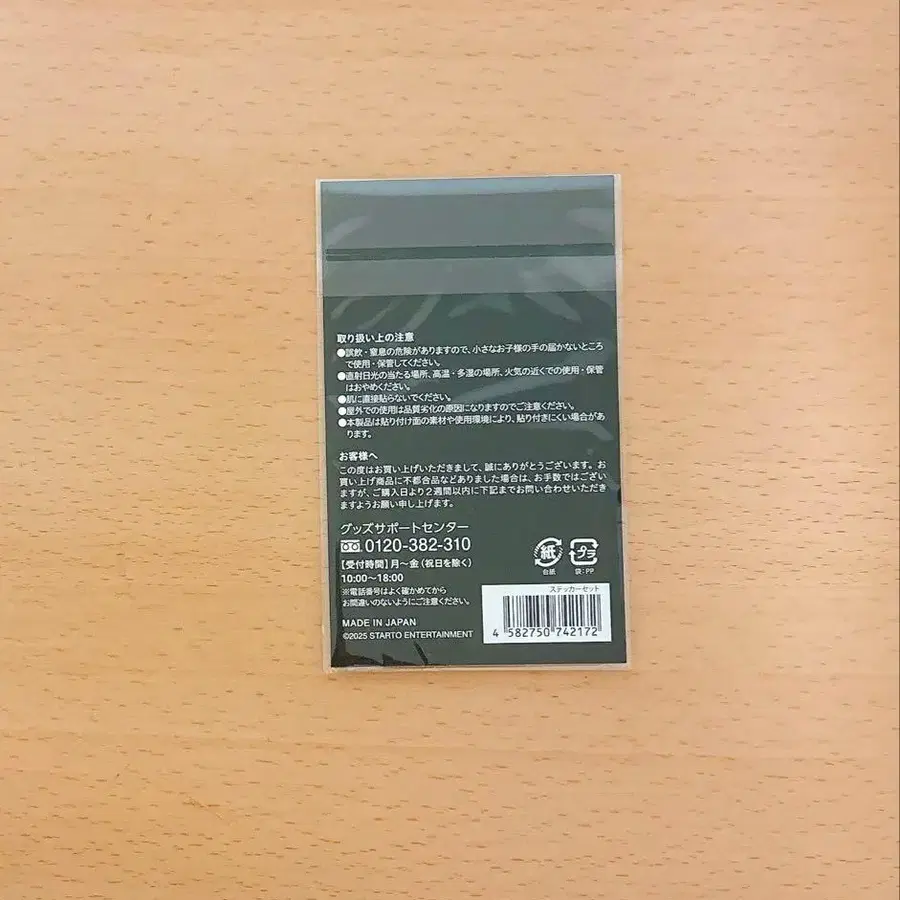 取り扱い上の注意
●誤飲・窒息の危険がありますので、小さなお子様の手の届かないところ
で使用・保管してください。
●直射日光の当たる場所、高温・多湿の場所、火気の近くでの使用・保管
はおやめください。
●肌に直接貼らないでください。
●屋外での使用は品質劣化の原因になりますのでご注意ください。
●本製品は貼り付け面の素材や使用環境により、貼り付きにくい場合があ
ります。
お客様へ
この度はお買い上げいただきまして、誠にありがとうございます。お
買い上げ商品に不都合品などありました場合は、お手数ではござい
ますが、ご購入日より2週間以内に下記までお問い合わせいただき
ますようお願い申し上げます。
グッズサポートセンター
0120-382-310
【受付時間】月〜金(祝日を除く)
10:00〜18:00
※電話番号はよく確かめてから
お間違いのないようにご注意ください。
MADE IN JAPAN
©2025 STARTO ENTERTAINMENT
紙
台紙
プラ
袋:PP
ステッカーセット
4 582750 742172